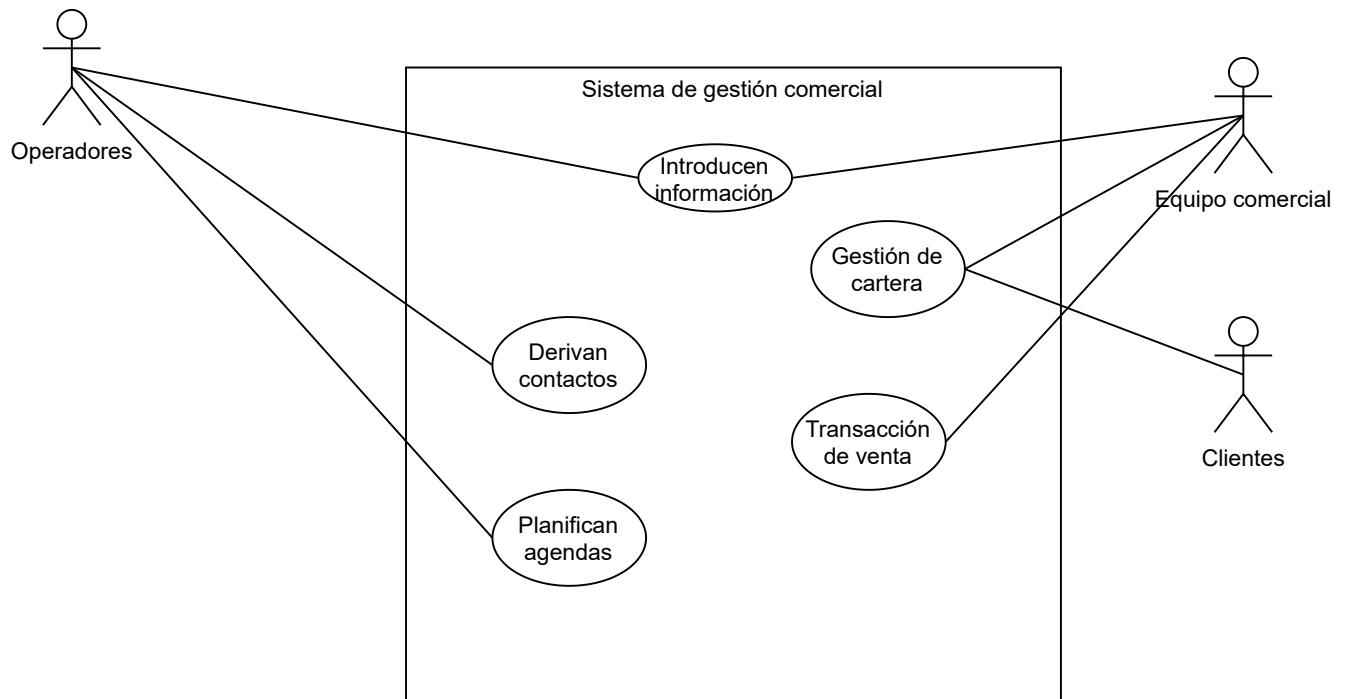 Sistema de gestión comercial
Operadores
Introducen
información
Equipo comercial
Gestión de
cartera
Derivan
contactos
Transacción
de venta
Clientes
Planifican
agendas